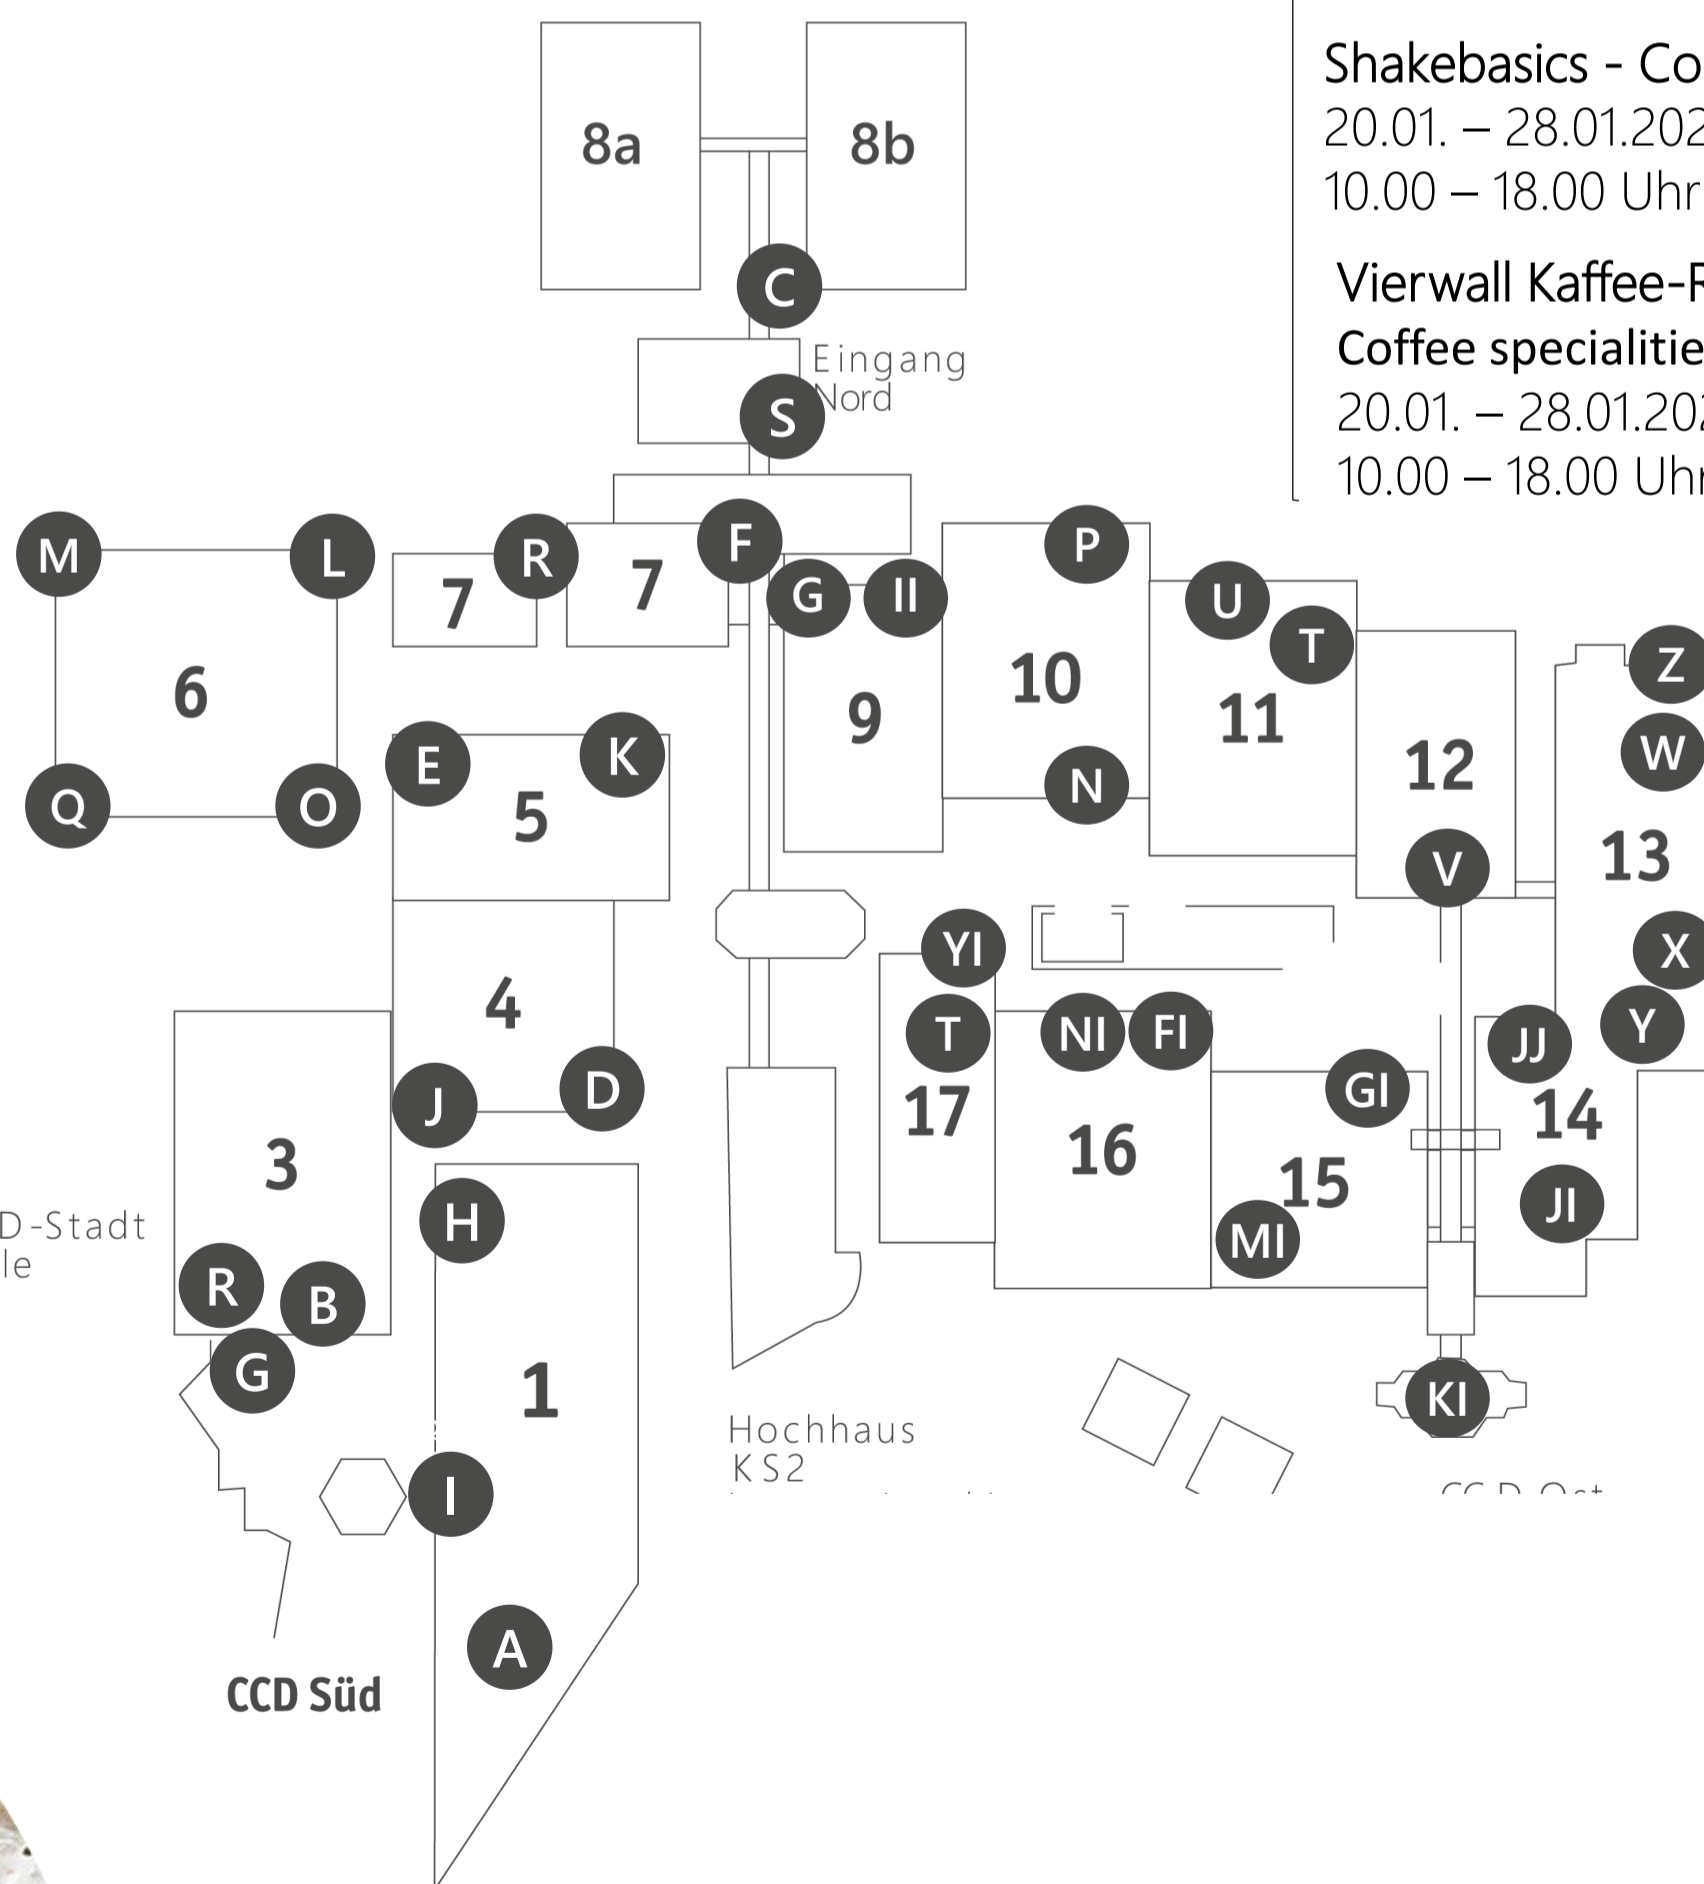 Shakebasics - Co
20.01. – 28.01.202
10.00 – 18.00 Uhr
Vierwall Kaffee-R
Coffee specialitie
20.01. – 28.01.202
10.00 – 18.00 Uhr
8a
8b
C
Eingang
Nord
S
M
L
R
F
P
7
7
G
II
U
T
6
9
10
11
Z
E
K
12
W
Q
O
5
N
V
13
YI
X
4
T
NI
FI
JJ
Y
J
D
17
16
GI
14
3
15
JI
H
MI
D-Stadt
le
R
B
G
1
KI
Hochhaus
KS2
CCD Ost
I
A
CCD Süd